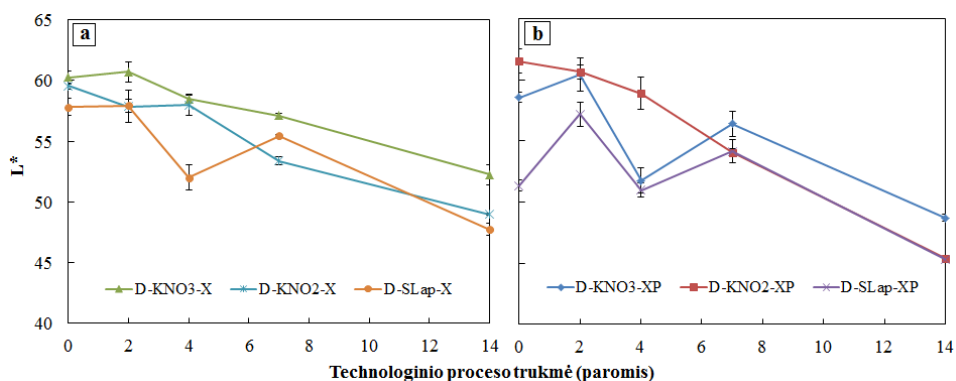 65
60
55
50
45
40
L*
a
D-KNO3-X D-KNO2-X D-SLap-X
0 2 4 6 8 10 12 14
b
D-KNO3-XP D-KNO2-XP D-SLap-XP
0 2 4 6 8 10 12 14
Technologinio proceso trukmė (paromis)